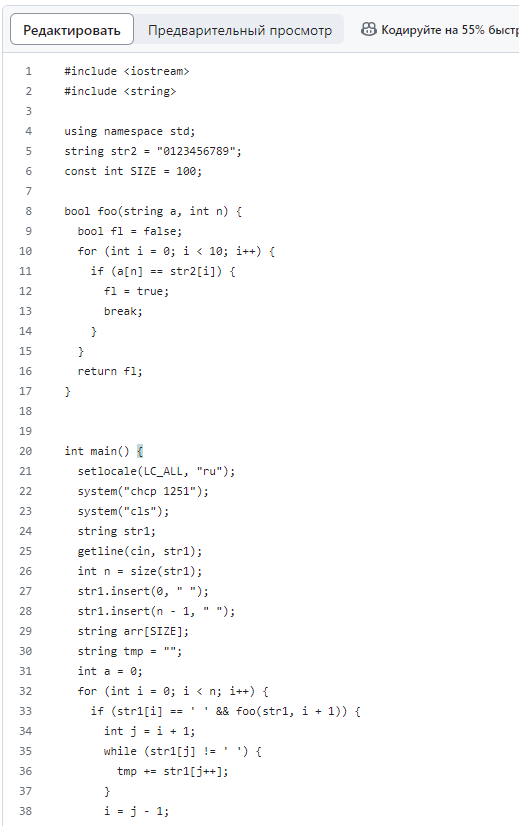 Редактировать Предварительный просмотр Кодируйте на 55% быстр
1 #include <iostream>
2 #include <string>
3
4 using namespace std;
5 string str2 = "0123456789";
6 const int SIZE = 100;
7
8 bool foo(string a, int n) {
9 bool fl = false;
10 for (int i = 0; i < 10; i++) {
11 if (a[n] == str2[i]) {
12 fl = true;
13 break;
14 }
15 }
16 return fl;
17 }
18
19
20 int main() {
21 setlocale(LC_ALL, "ru");
22 system("chcp 1251");
23 system("cls");
24 string str1;
25 getline(cin, str1);
26 int n = size(str1);
27 str1.insert(0, " ");
28 str1.insert(n - 1, " ");
29 string arr[SIZE];
30 string tmp = "";
31 int a = 0;
32 for (int i = 0; i < n; i++) {
33 if (str1[i] == ' ' && foo(str1, i + 1)) {
34 int j = i + 1;
35 while (str1[j] != ' ') {
36 tmp += str1[j++];
37 }
38 i = j - 1;